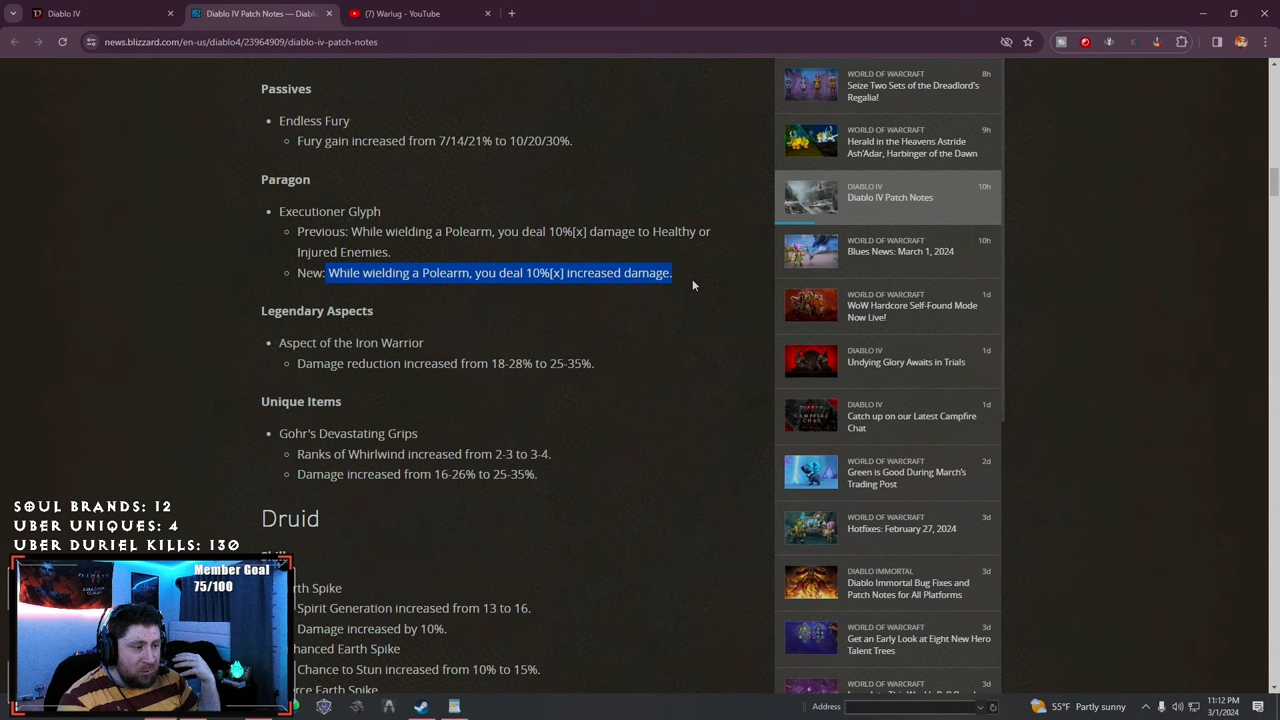 Diablo IV
Diablo IV Patch Notes — Diablo
(7) Warlug - YouTube
news.blizzard.com/en-us/diablo4/23964909/diablo-iv-patch-notes
Passives
Endless Fury
Fury gain increased from 7/14/21% to 10/20/30%.
Paragon
Executioner Glyph
Previous: While wielding a Polearm, you deal 10%[x] damage to Healthy or
Injured Enemies.
New: While wielding a Polearm, you deal 10%[x] increased damage.
Legendary Aspects
Aspect of the Iron Warrior
Damage reduction increased from 18-28% to 25-35%.
Unique Items
Gohr's Devastating Grips
Ranks of Whirlwind increased from 2-3 to 3-4.
Damage increased from 16-26% to 25-35%.
Druid
Earth Spike
Spirit Generation increased from 13 to 16.
Damage increased by 10%.
Enhanced Earth Spike
Chance to Stun increased from 10% to 15%.
Fierce Earth Spike
WORLD OF WARCRAFT 8h
Seize Two Sets of the Dreadlord's
Regalia!
WORLD OF WARCRAFT 9h
Herald in the Heavens Astride
Ash'Adar, Harbinger of the Dawn
DIABLO IV 10h
Diablo IV Patch Notes
WORLD OF WARCRAFT 10h
Blues News: March 1, 2024
WORLD OF WARCRAFT 1d
WoW Hardcore Self-Found Mode
Now Live!
DIABLO IV 1d
Undying Glory Awaits in Trials
DIABLO IV 1d
Catch up on our Latest Campfire
Chat
WORLD OF WARCRAFT 2d
Green is Good During March's
Trading Post
WORLD OF WARCRAFT 3d
Hotfixes: February 27, 2024
DIABLO IMMORTAL 3d
Diablo Immortal Bug Fixes and
Patch Notes for All Platforms
WORLD OF WARCRAFT 3d
Get an Early Look at Eight New Hero
Talent Trees
WORLD OF WARCRAFT 3d
SOUL BRANDS: 12
UBER UNIQUES: 4
UBER DURIEL KILLS: 130
Member Goal
75/100
Address
55°F Partly sunny
11:12 PM
3/1/2024